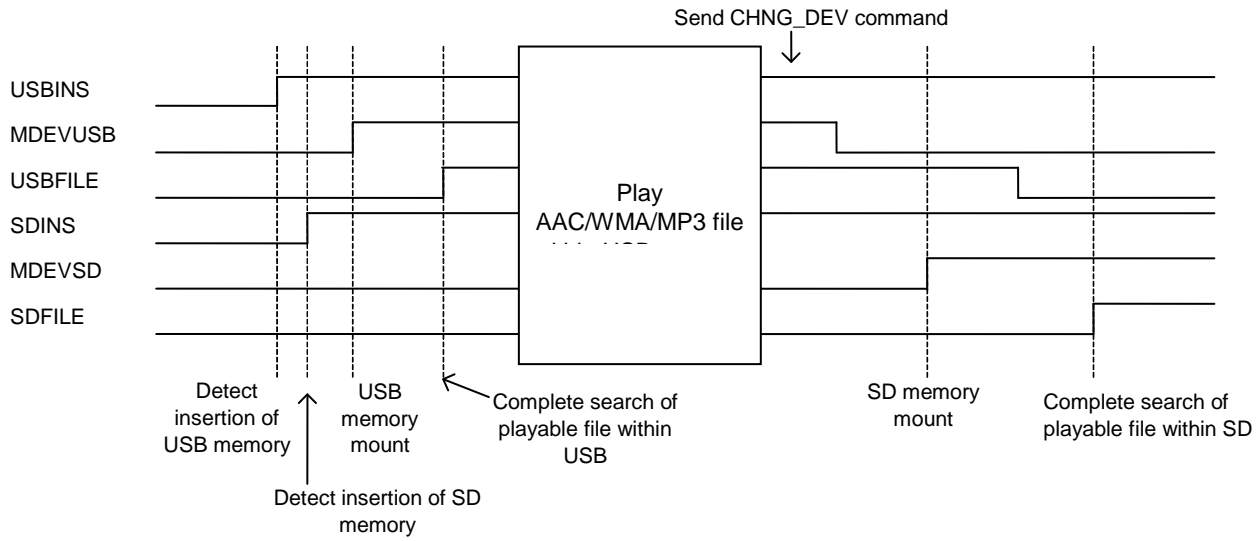 Send CHNG_DEV command
USBINS
MDEVUSB
USBFILE
SDINS
MDEVSD
SDFILE
Play
AAC/WMA/MP3 file
Detect
insertion of
USB memory
USB
memory
mount
Complete search of
playable file within
USB
SD memory
mount
Complete search of
playable file within SD
Detect insertion of SD
memory